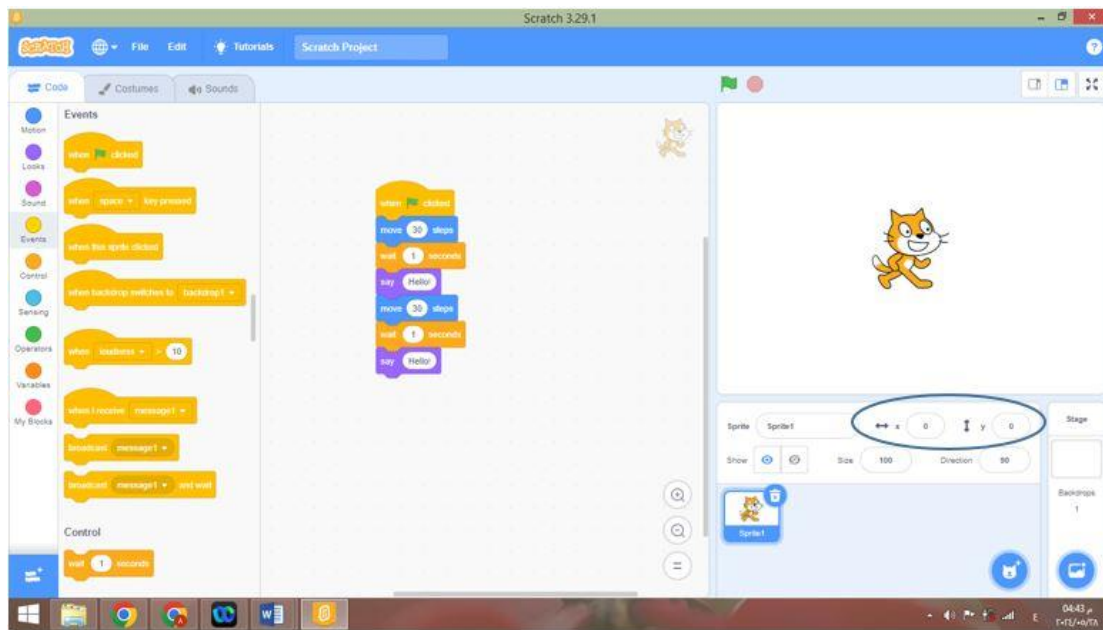 Scratch 3.29.1
SCRATCH File Edit Tutorials Scratch Project
Code Costumes Sounds
Motion
Looks
Sound
Events
Control
Sensing
Operators
Variables
My Blocks
Events
when clicked
when space key pressed
when this sprite clicked
when backdrop switches to backdrop1
when loudness > 10
when I receive message1
broadcast message1
broadcast message1 and wait
Control
wait 1 seconds
when clicked
move 30 steps
wait 1 seconds
say Hello!
move 30 steps
wait 1 seconds
say Hello!
Sprite Sprite1 x 0 y 0
Show Size 100 Direction 90
Sprite1
Stage
Backdrops
1
04:43 م
٢٠٢٤/٠٥/٢٨